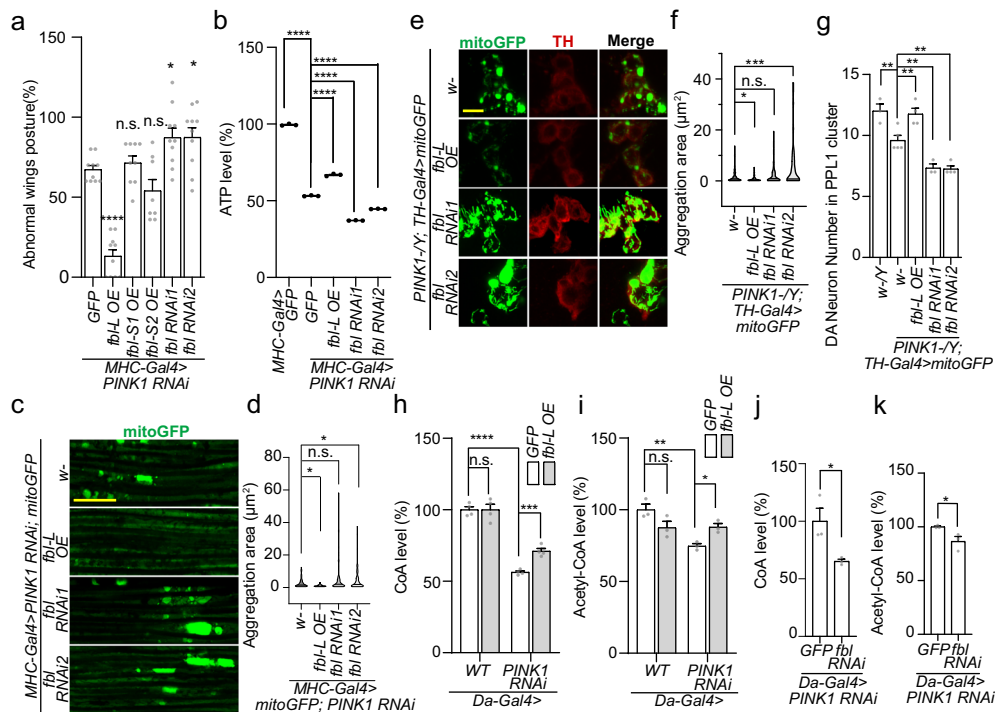 a
Abnormal wings posture(%)
150
100
50
0
****
n.s.
n.s.
*
*
GFP
fbl-L OE
fbl-S1 OE
fbl-S2 OE
fbl RNAi1
fbl RNAi2
MHC-Gal4>
PINK1 RNAi
b
ATP level (%)
150
100
50
0
****
****
****
****
MHC-Gal4>
GFP
GFP
fbl-L OE
fbl RNAi1
fbl RNAi2
MHC-Gal4>
PINK1 RNAi
e
mitoGFP
TH
Merge
PINK1-/Y; TH-Gal4>mitoGFP
w-
fbl-L
OE
fbl
RNAi1
fbl
RNAi2
f
Aggregation area (µm²)
40
20
0
***
n.s.
*
w-
fbl-L OE
fbl RNAi1
fbl RNAi2
PINK1-/Y;
TH-Gal4>
mitoGFP
g
DA Neuron Number in PPL1 cluster
15
10
5
0
**
**
**
**
w-/Y
w-
fbl-L OE
fbl RNAi1
fbl RNAi2
PINK1-/Y;
TH-Gal4>mitoGFP
c
mitoGFP
MHC-Gal4>PINK1 RNAi; mitoGFP
w-
fbl-L
OE
fbl
RNAi1
fbl
RNAi2
d
Aggregation area (µm²)
80
60
40
20
0
*
n.s.
*
w-
fbl-L OE
fbl RNAi1
fbl RNAi2
MHC-Gal4>
mitoGFP; PINK1 RNAi
h
GFP
fbl-L OE
CoA level (%)
150
100
50
0
****
n.s.
***
WT
PINK1
RNAi
Da-Gal4>
i
GFP
fbl-L OE
Acetyl-CoA level (%)
150
100
50
0
**
n.s.
*
WT
PINK1
RNAi
Da-Gal4>
j
CoA level (%)
150
100
50
0
*
GFP
fbl
RNAi
Da-Gal4>
PINK1 RNAi
k
Acetyl-CoA level (%)
150
100
50
0
*
GFP
fbl
RNAi
Da-Gal4>
PINK1 RNAi